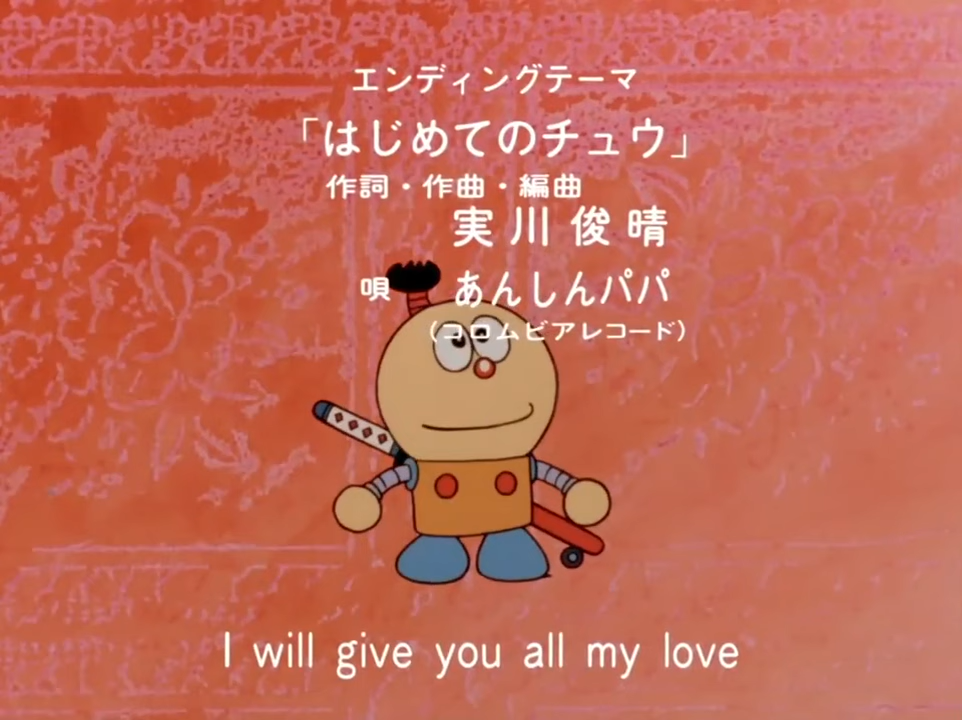 エンディングテーマ
「はじめてのチュウ」
作詞・作曲・編曲
実川俊晴
唄 あんしんパパ
(コロムビアレコード)
I will give you all my love